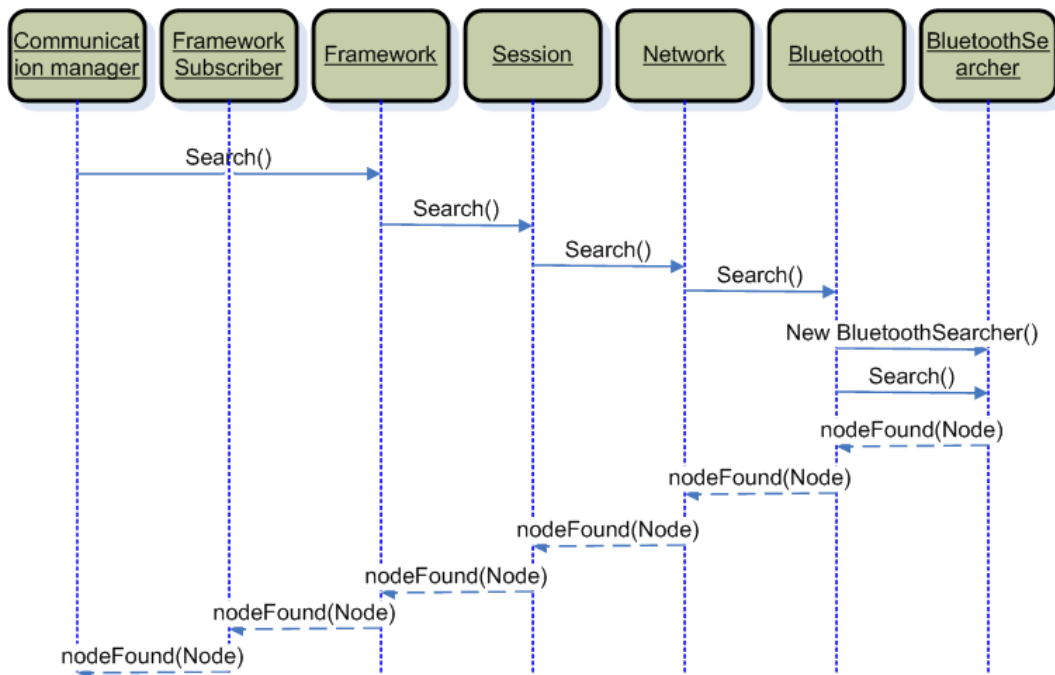 Communicat
ion manager
Framework
Subscriber
Framework
Session
Network
Bluetooth
BluetoothSe
archer
Search()
Search()
Search()
Search()
New BluetoothSearcher()
Search()
nodeFound(Node)
nodeFound(Node)
nodeFound(Node)
nodeFound(Node)
nodeFound(Node)
nodeFound(Node)